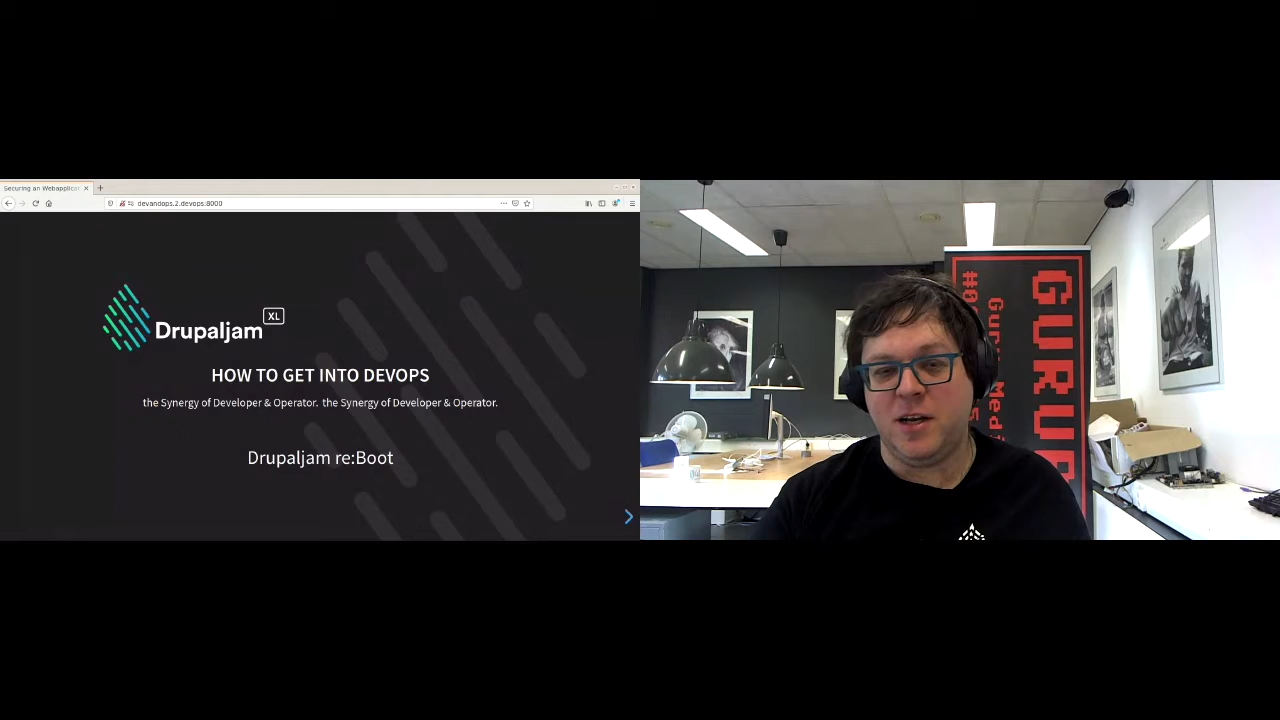 Securing an Webapplicat
devandops.2.devops:8000
Drupaljam XL
HOW TO GET INTO DEVOPS
the Synergy of Developer & Operator. the Synergy of Developer & Operator.
Drupaljam re:Boot
GURU